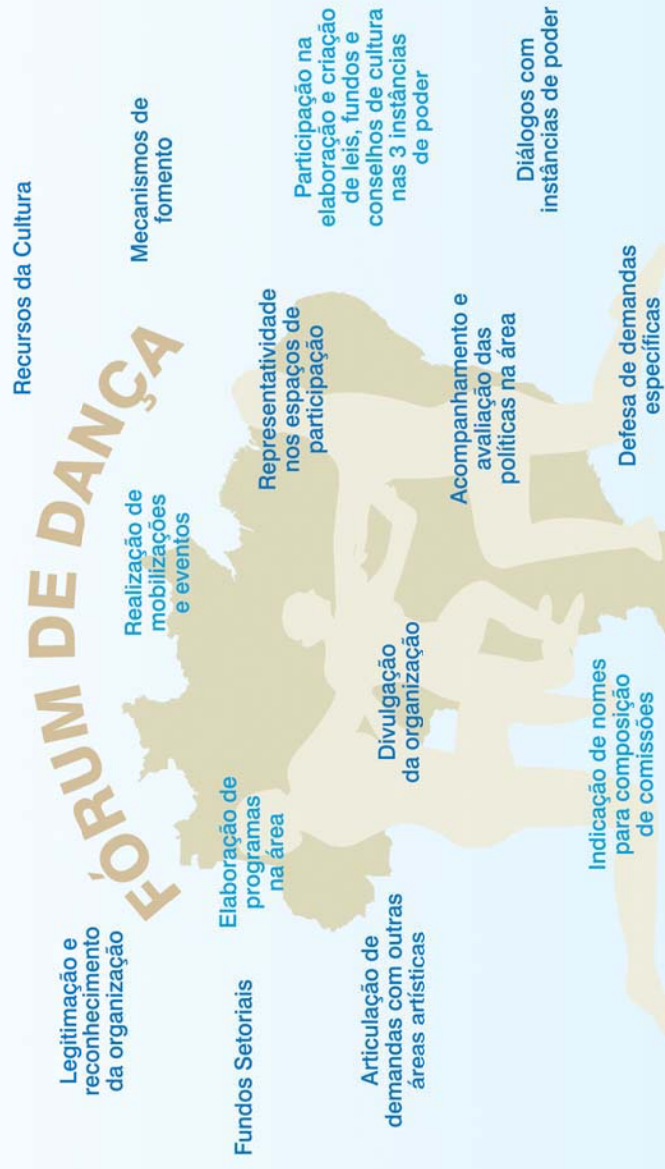 FÓRUM DE DANÇA
Legitimação e
reconhecimento
da organização
Recursos da Cultura
Realização de
mobilizações
e eventos
Mecanismos de
fomento
Fundos Setoriais
Elaboração de
programas
na área
Representatividade
nos espaços de
participação
Participação na
elaboração e criação
de leis, fundos e
conselhos de cultura
nas 3 instâncias
de poder
Articulação de
demandas com outras
áreas artísticas
Divulgação
da organização
Acompanhamento e
avaliação das
políticas na área
Diálogos com
instâncias de poder
Indicação de nomes
para composição
de comissões
Defesa de demandas
específicas